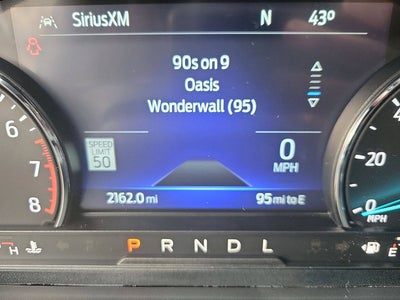 SiriusXM N 43°
90s on 9
Oasis
Wonderwall (95)
SPEED
LIMIT
50
0
MPH
2162.0 mi 95 mi to E
6
7
8
20
0
MPH
H P R N D L E